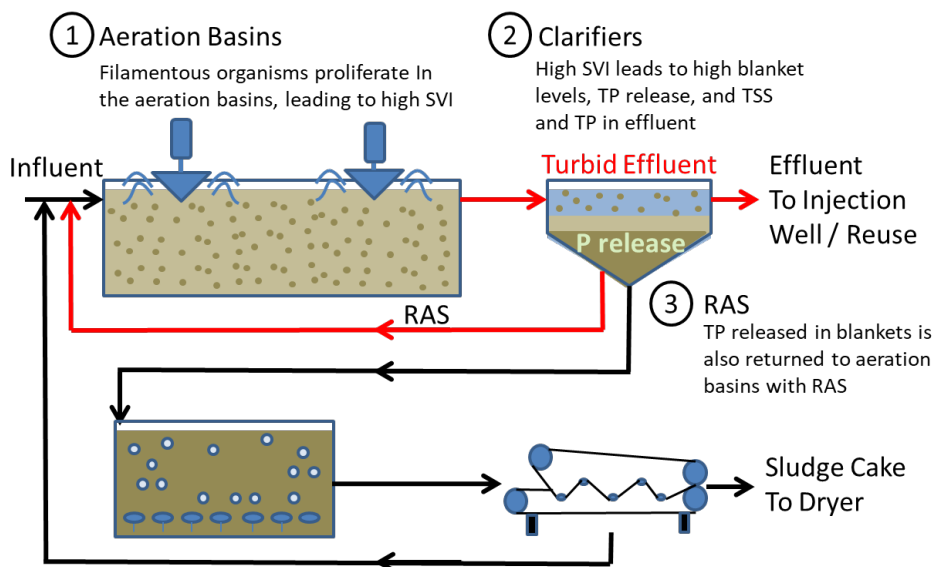 1 Aeration Basins
Filamentous organisms proliferate In
the aeration basins, leading to high SVI
2 Clarifiers
High SVI leads to high blanket
levels, TP release, and TSS
and TP in effluent
Influent
Turbid Effluent
Effluent
To Injection
Well / Reuse
P release
RAS
3 RAS
TP released in blankets is
also returned to aeration
basins with RAS
Sludge Cake
To Dryer